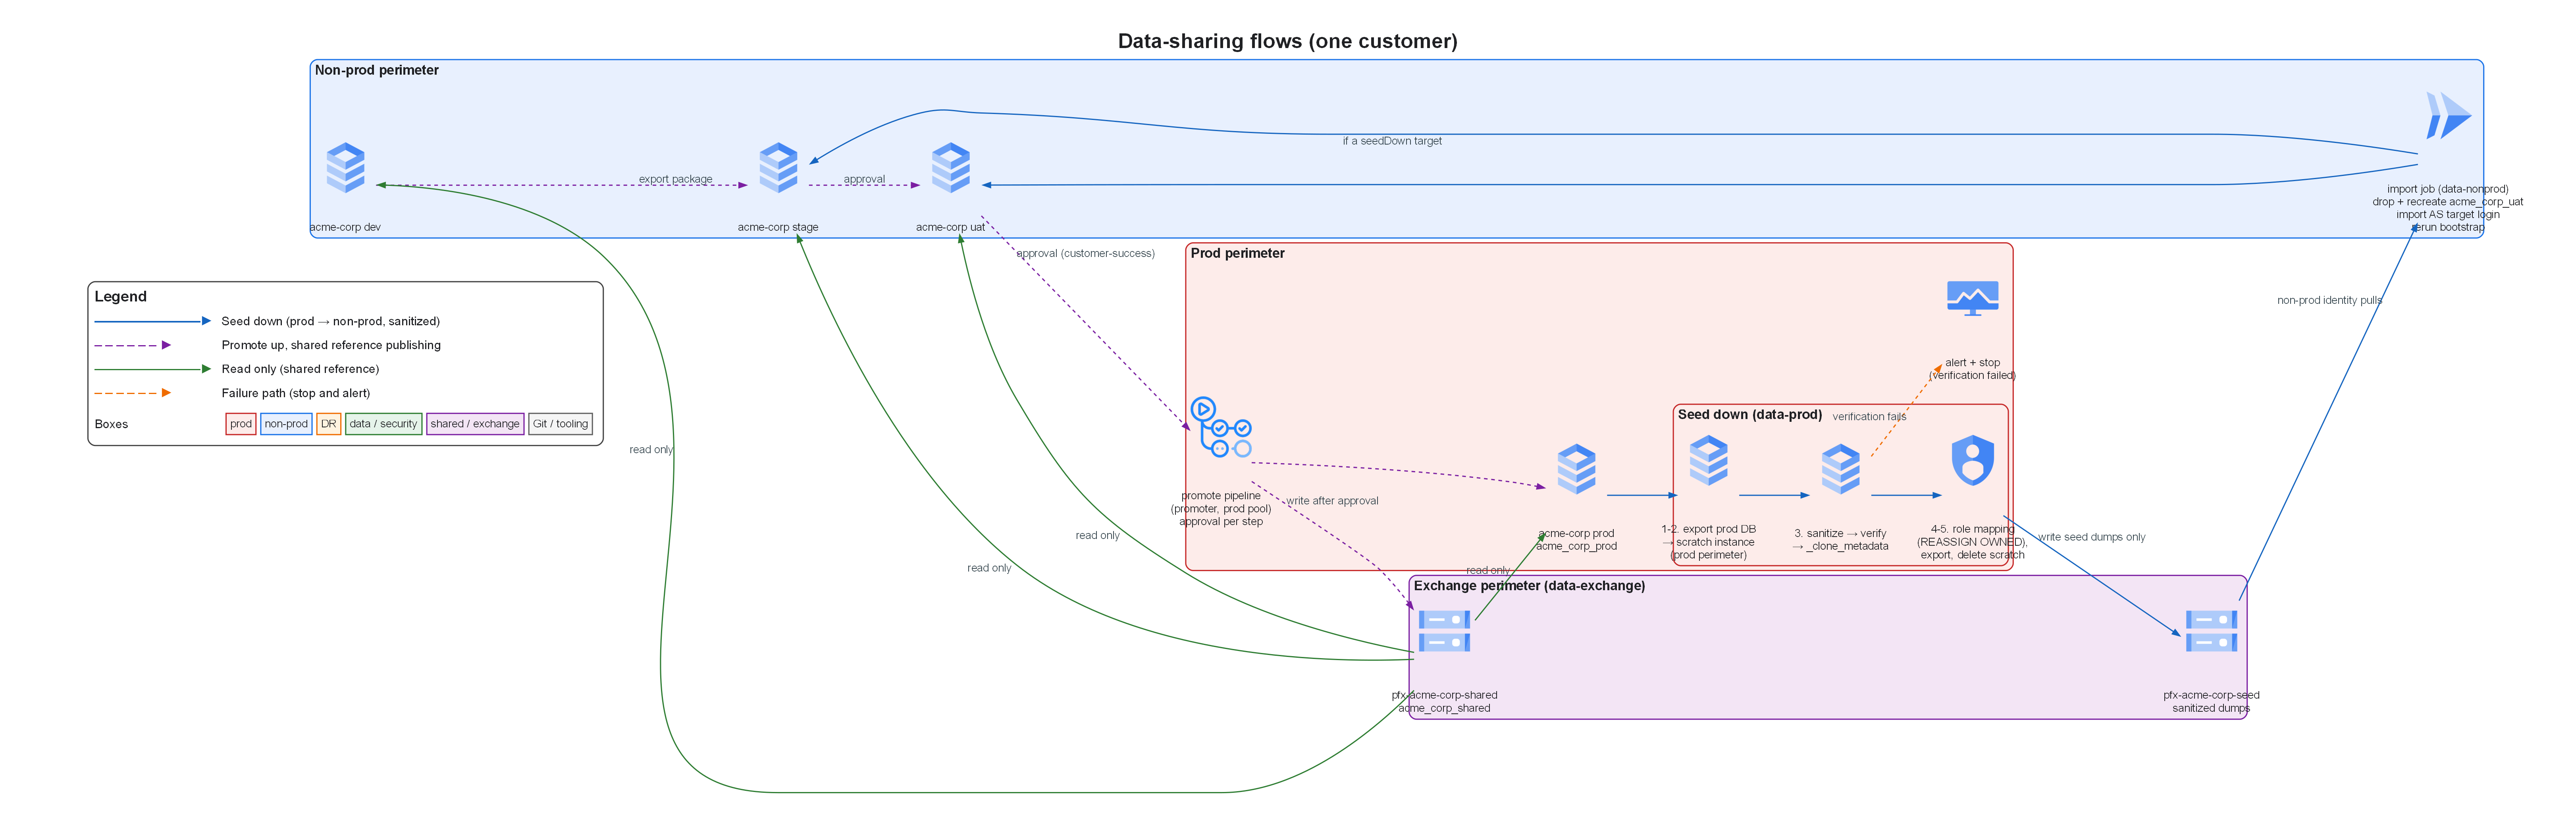 Data-sharing flows (one customer)
Non-prod perimeter
if a seedDown target
export package
approval
acme-corp dev
acme-corp stage
acme-corp uat
import job (data-nonprod)
drop + recreate acme_corp_uat
import AS target login
rerun bootstrap
approval (customer-success)
Prod perimeter
non-prod identity pulls
Legend
Seed down (prod → non-prod, sanitized)
Promote up, shared reference publishing
Read only (shared reference)
Failure path (stop and alert)
Boxes
prod
non-prod
DR
data / security
shared / exchange
Git / tooling
alert + stop
(verification failed)
Seed down (data-prod)
verification fails
read only
promote pipeline
(promoter, prod pool)
approval per step
write after approval
acme-corp prod
acme_corp_prod
1-2. export prod DB
→ scratch instance
(prod perimeter)
3. sanitize → verify
→ _clone_metadata
4-5. role mapping
(REASSIGN OWNED),
export, delete scratch
write seed dumps only
read only
read only
read only
Exchange perimeter (data-exchange)
pfx-acme-corp-shared
acme_corp_shared
pfx-acme-corp-seed
sanitized dumps